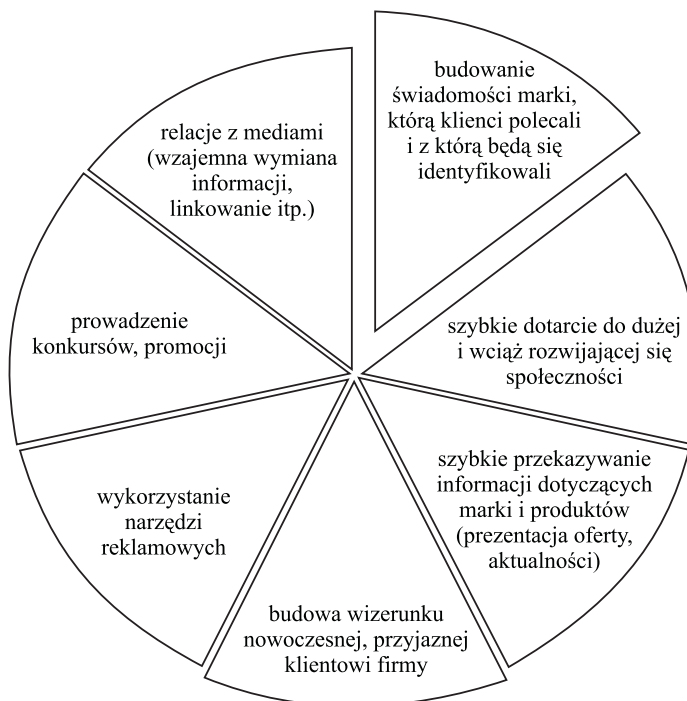 budowanie
świadomości marki,
którą klienci polecali
i z którą będą się
identyfikowali
szybkie dotarcie do dużej
i wciąż rozwijającej się
społeczności
szybkie przekazywanie
informacji dotyczących
marki i produktów
(prezentacja oferty,
aktualności)
budowa wizerunku
nowoczesnej, przyjaznej
klientowi firmy
wykorzystanie
narzędzi
reklamowych
prowadzenie
konkursów, promocji
relacje z mediami
(wzajemna wymiana
informacji,
linkowanie itp.)